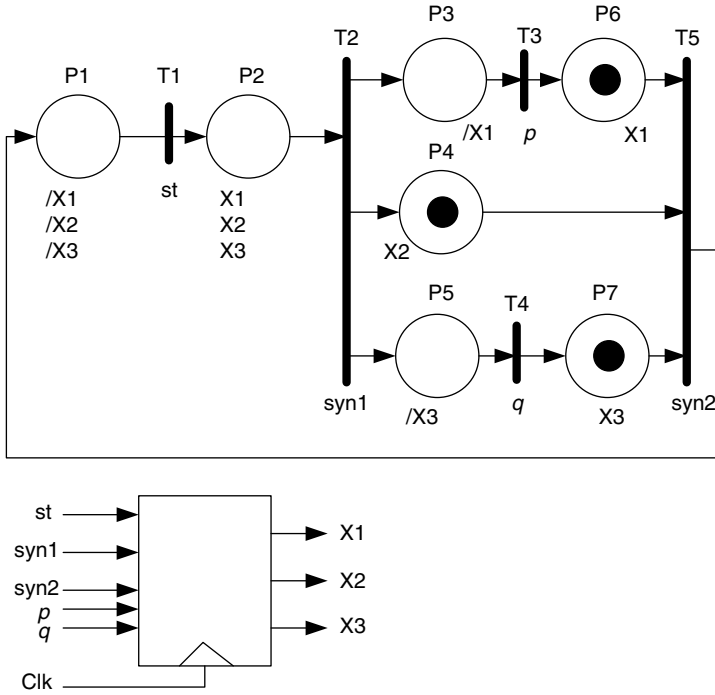 P3
P6
T2
T3
T5
P1
T1
P2
/X1
p
X1
P4
st
/X1
/X2
/X3
X1
X2
X3
X2
P5
T4
P7
syn1
/X3
q
X3
syn2
st
syn1
syn2
p
q
Clk
X1
X2
X3